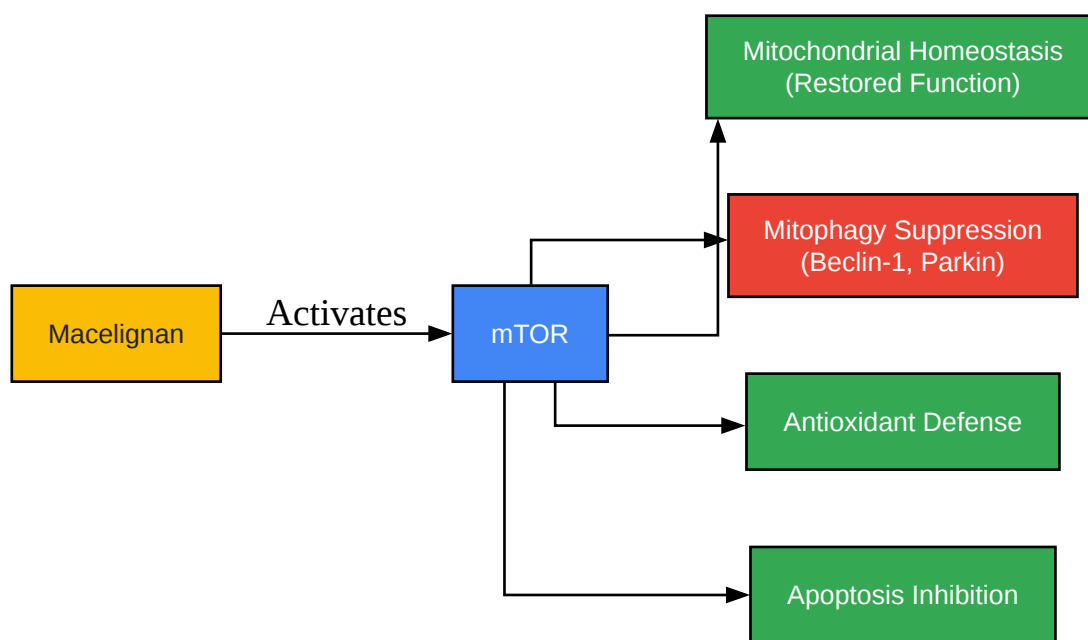 Mitochondrial Homeostasis
(Restored Function)
Mitophagy Suppression
(Beclin-1, Parkin)
Macelignan
Activates
mTOR
Antioxidant Defense
Apoptosis Inhibition